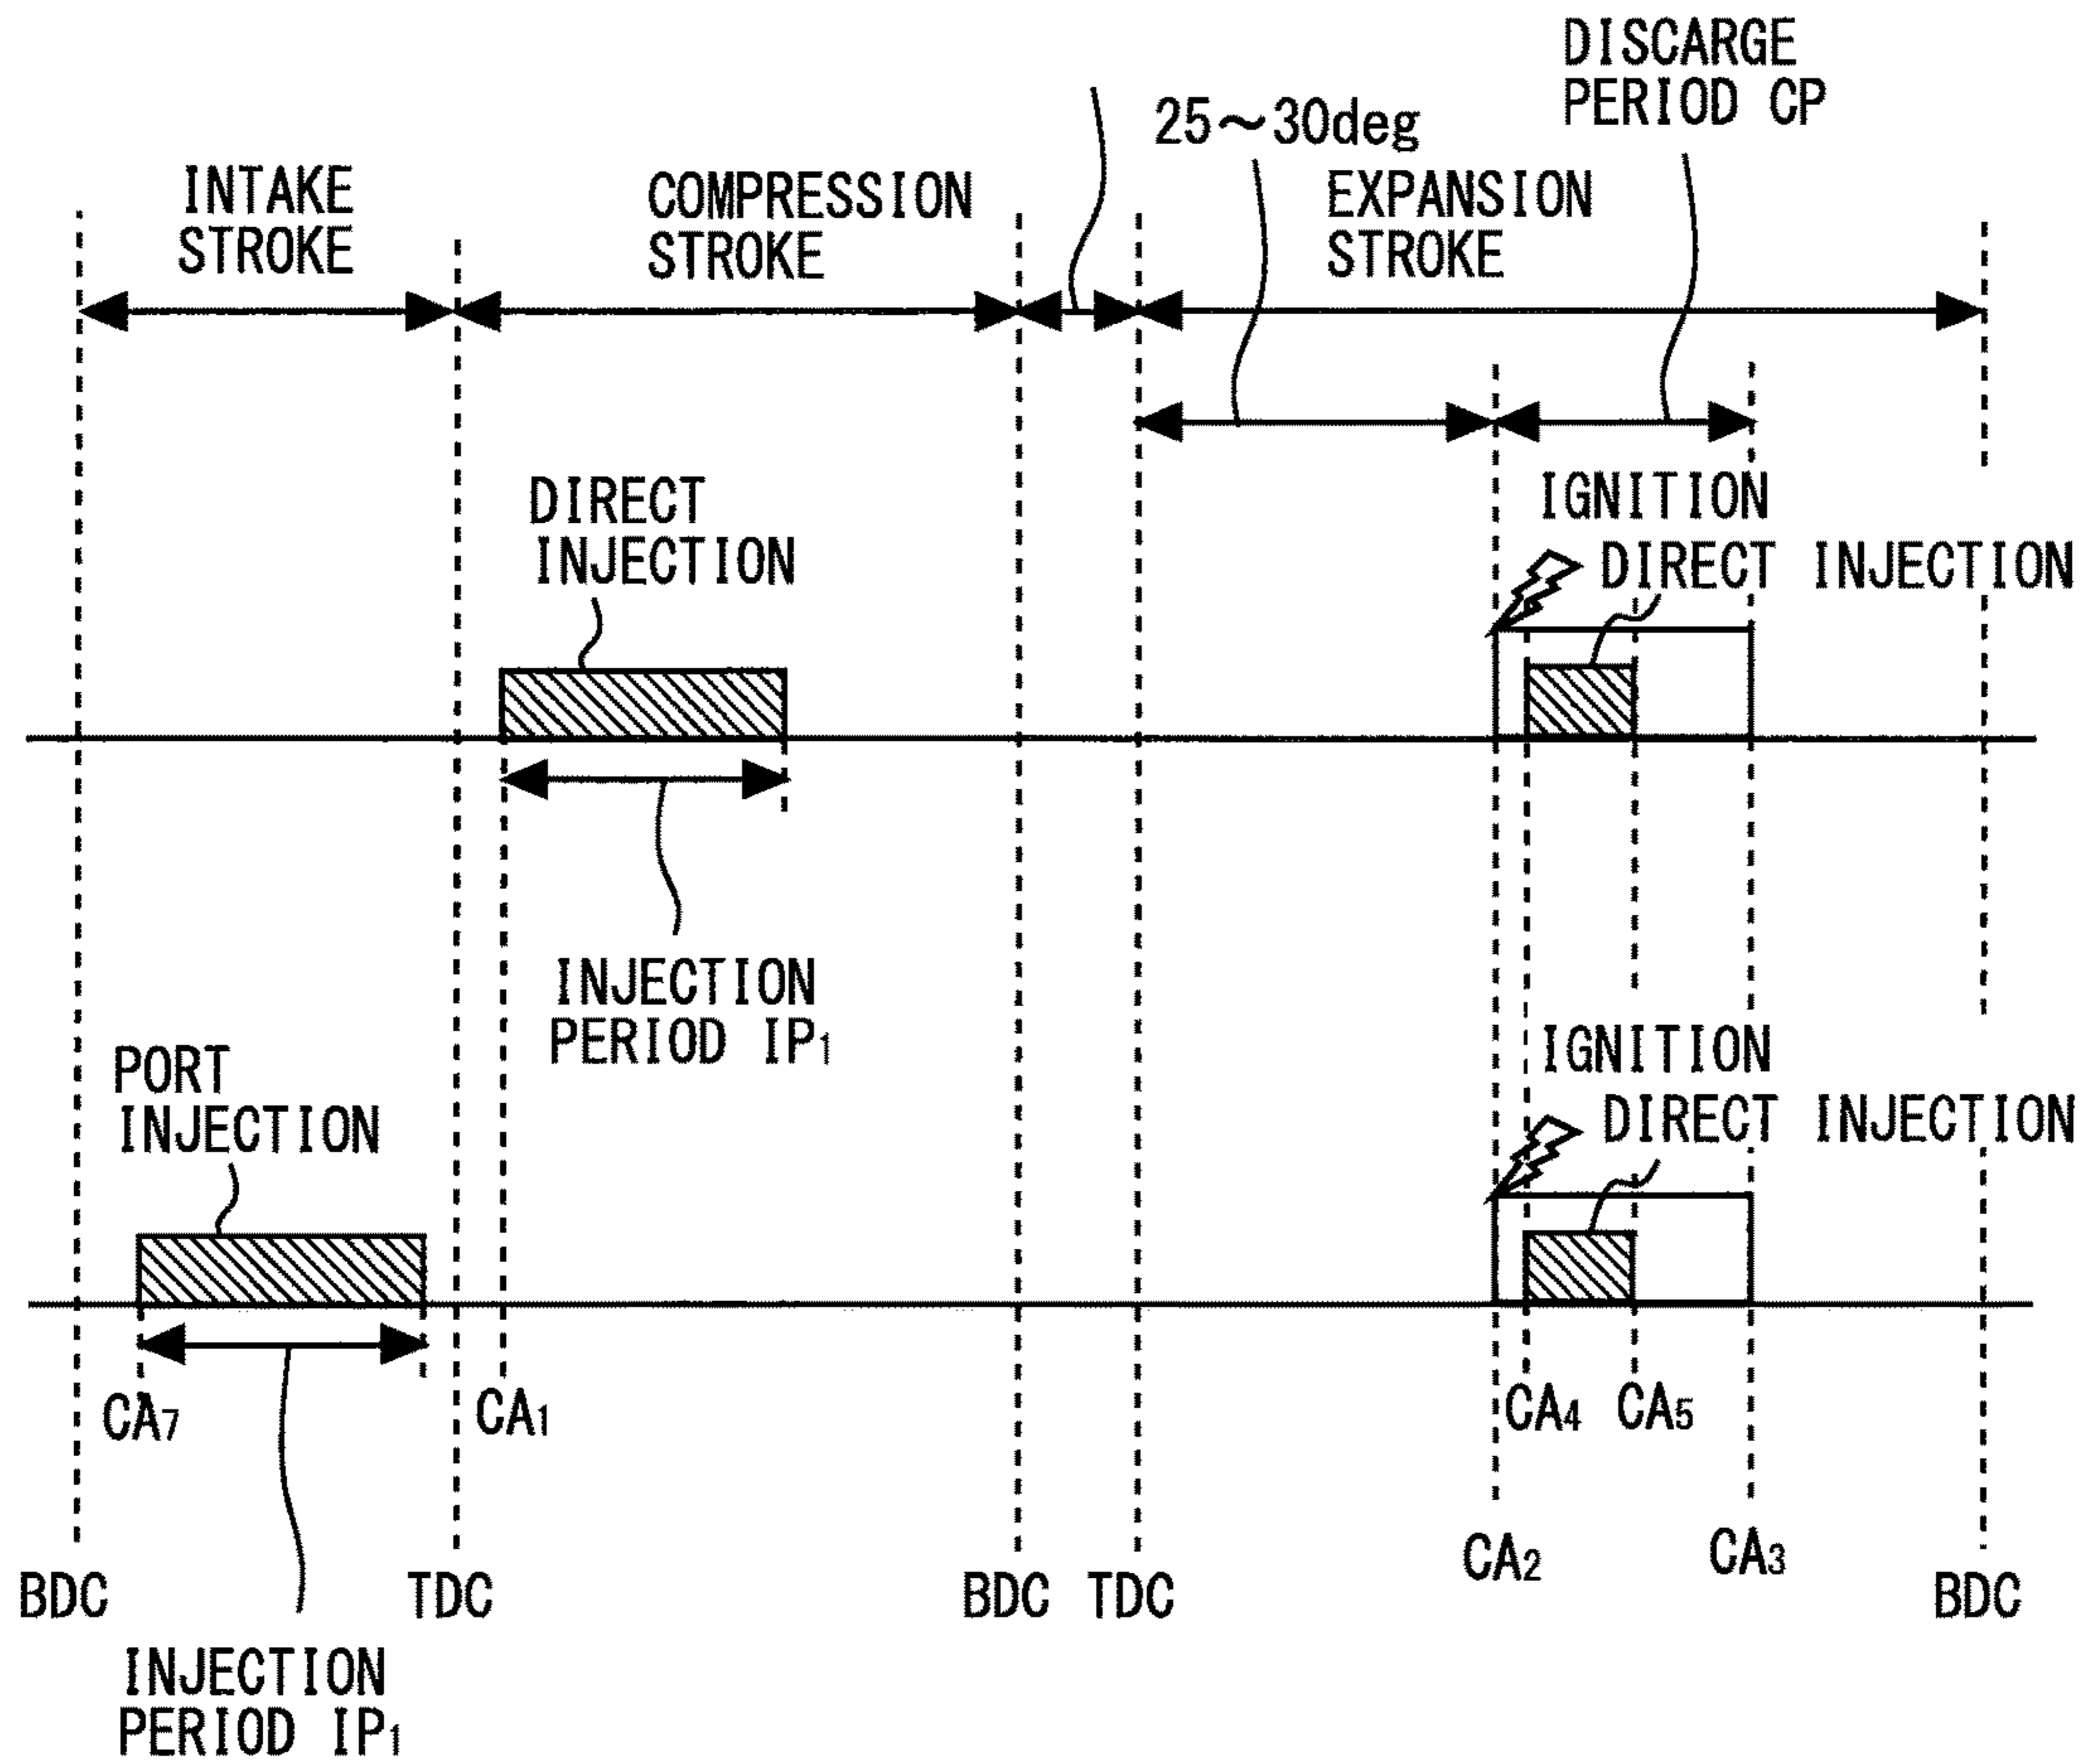 DISCARGE
PERIOD CP
25～30deg
INTAKE
STROKE
COMPRESSION
STROKE
EXPANSION
STROKE
DIRECT
INJECTION
IGNITION
DIRECT INJECTION
INJECTION
PERIOD IP₁
PORT
INJECTION
IGNITION
DIRECT INJECTION
CA₇
CA₁
CA₄
CA₅
CA₂
CA₃
BDC
TDC
BDC
TDC
BDC
INJECTION
PERIOD IP₁